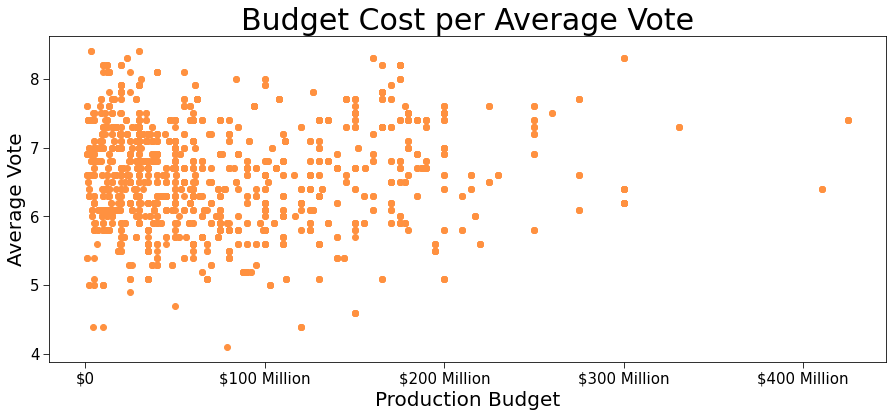 Budget Cost per Average Vote
Average Vote
8
7
6
5
4
$0
$100 Million
$200 Million
$300 Million
$400 Million
Production Budget